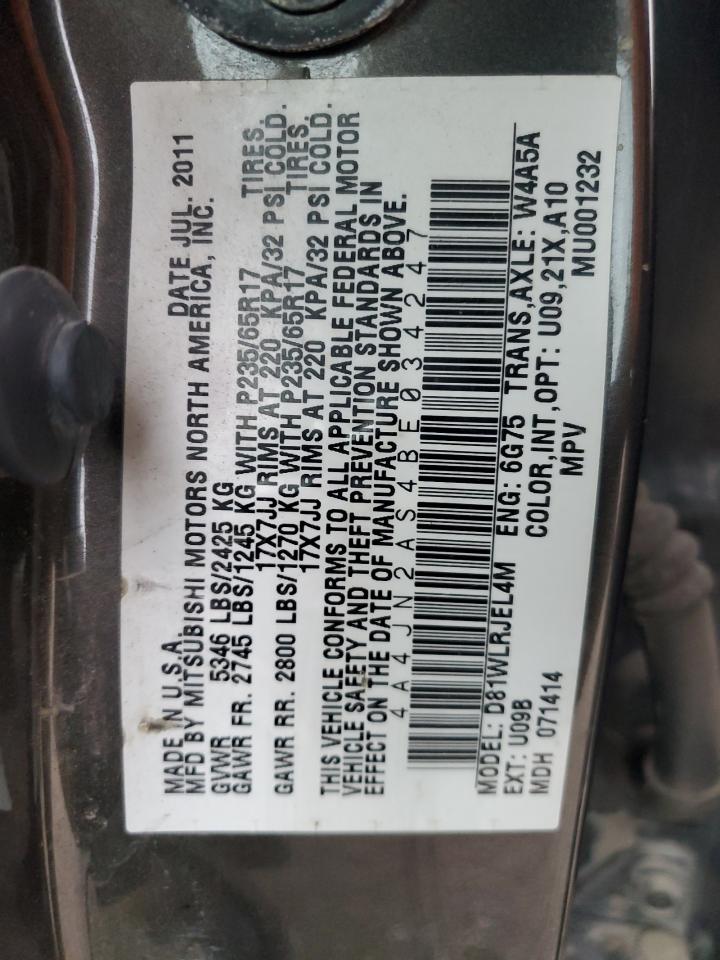 MADE IN U.S.A. DATE JUL. 2011
MFD BY MITSUBISHI MOTORS NORTH AMERICA, INC.
GVWR 5346 LBS/2425 KG
GAWR FR. 2745 LBS/1245 KG WITH P235/65R17 TIRES.
17X7JJ RIMS AT 220 KPA/32 PSI COLD.
GAWR RR. 2800 LBS/1270 KG WITH P235/65R17 TIRES.
17X7JJ RIMS AT 220 KPA/32 PSI COLD.
THIS VEHICLE CONFORMS TO ALL APPLICABLE FEDERAL MOTOR
VEHICLE SAFETY AND THEFT PREVENTION STANDARDS IN
EFFECT ON THE DATE OF MANUFACTURE SHOWN ABOVE.
4A4JN2AS4BE034247
MODEL: D81WLRJEL4M ENG: 6G75 TRANS,AXLE: W4A5A
EXT: U09B COLOR,INT,OPT: U09,21X,A10
MDH 071414 MPV MU001232